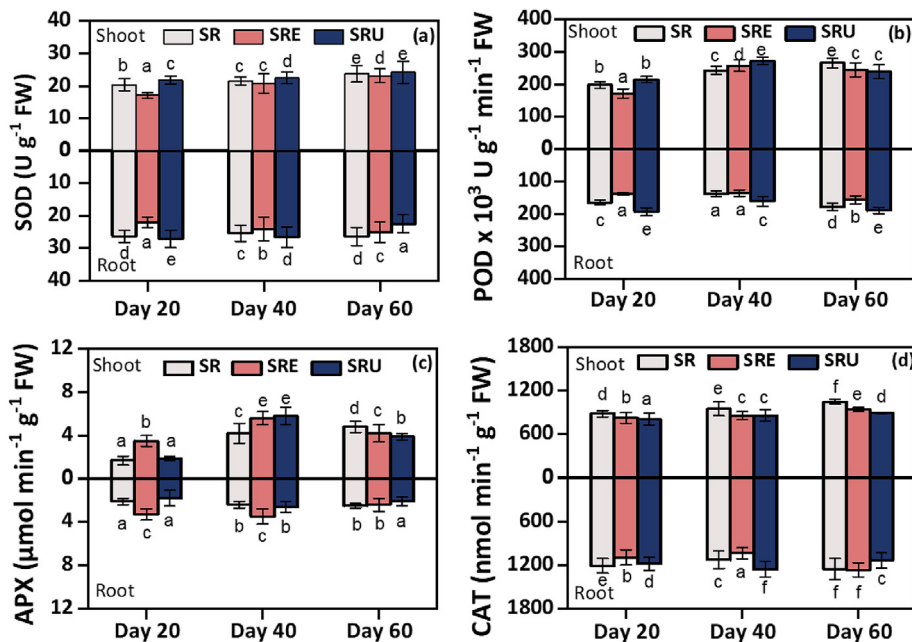 Shoot SR SRE SRU (a)
b a c c c d e d e
SOD (U g-1 FW)
40
30
20
10
0
10
20
30
40
d a e d b d d c a
Root
Day 20 Day 40 Day 60
Shoot SR SRE SRU (b)
b a b c d e e c c
POD x 10³ U g-1 min-1 FW
400
300
200
100
0
100
200
300
400
c a e a a c d b e
Root
Day 20 Day 40 Day 60
Shoot SR SRE SRU (c)
a b a c e e d c b
APX (µmol min-1 g-1 FW)
12
8
4
0
4
8
12
a c a b c b b b a
Root
Day 20 Day 40 Day 60
Shoot SR SRE SRU (d)
d b a e c c f e d
CAT (nmol min-1 g-1 FW)
1800
1200
600
0
600
1200
1800
e b d c a f f f c
Root
Day 20 Day 40 Day 60